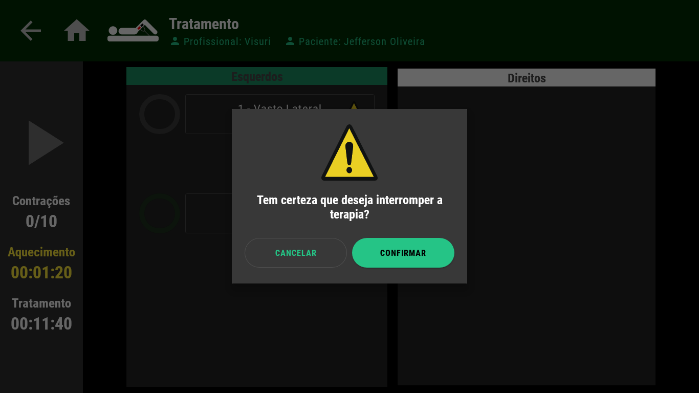 Tratamento
Profissional: Visuri Paciente: Jefferson Oliveira
Esquerdos
Direitos
1 - Vasto Lateral
Contrações
0/10
Aquecimento
00:01:20
Tratamento
00:11:40
Tem certeza que deseja interromper a
terapia?
CANCELAR
CONFIRMAR